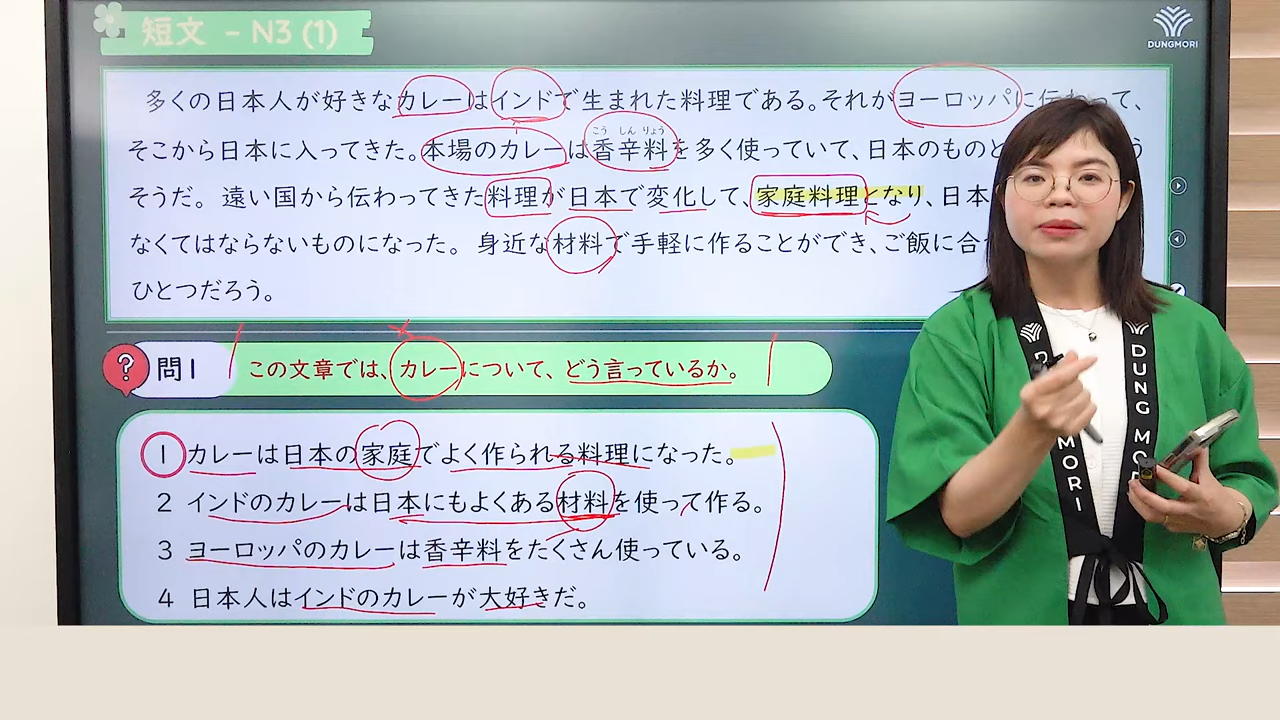 短文 - N3 (1)
DUNGMORI
多くの日本人が好きなカレーはインドで生まれた料理である。それがヨーロッパに伝わって、
そこから日本に入ってきた。本場のカレーは香辛料を多く使っていて、日本のものと
こう しん りょう
そうだ。遠い国から伝わってきた料理が日本で変化して、家庭料理となり、日本
なくてはならないものになった。身近な材料で手軽に作ることができ、ご飯に合
ひとつだろう。
?
問1 この文章では、カレーについて、どう言っているか。
1 カレーは日本の家庭でよく作られる料理になった。
2 インドのカレーは日本にもよくある材料を使って作る。
3 ヨーロッパのカレーは香辛料をたくさん使っている。
4 日本人はインドのカレーが大好きだ。
MORI
DUNG MO